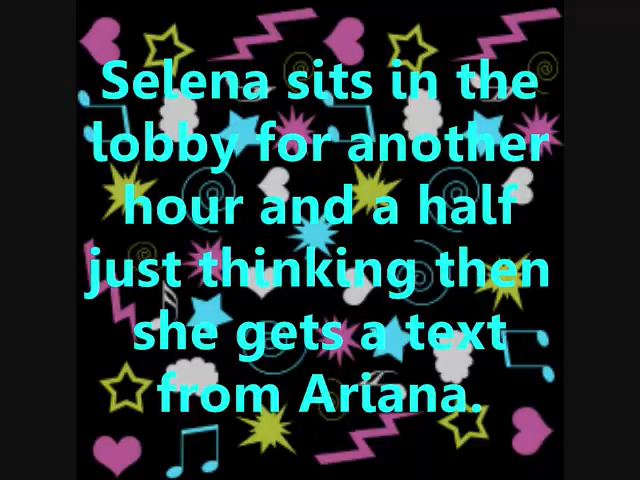 Selena sits in the
lobby for another
hour and a half
just thinking then
she gets a text
from Ariana.